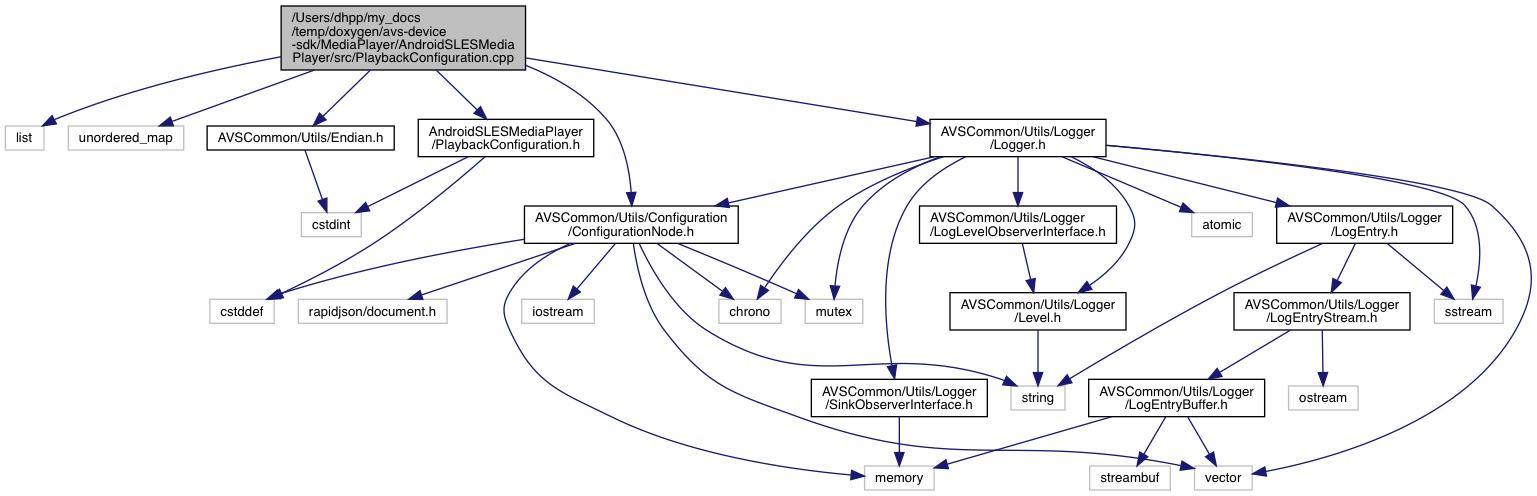 /Users/dhpp/my_docs
/temp/doxygen/avs-device
-sdk/MediaPlayer/AndroidSLESMedia
Player/src/PlaybackConfiguration.cpp
list
unordered_map
AVSCommon/Utils/Endian.h
AndroidSLESMediaPlayer
/PlaybackConfiguration.h
AVSCommon/Utils/Logger
/Logger.h
cstdint
AVSCommon/Utils/Configuration
/ConfigurationNode.h
AVSCommon/Utils/Logger
/LogLevelObserverInterface.h
atomic
AVSCommon/Utils/Logger
/LogEntry.h
cstddef
rapidjson/document.h
iostream
chrono
mutex
AVSCommon/Utils/Logger
/Level.h
AVSCommon/Utils/Logger
/LogEntryStream.h
sstream
AVSCommon/Utils/Logger
/SinkObserverInterface.h
string
AVSCommon/Utils/Logger
/LogEntryBuffer.h
ostream
memory
streambuf
vector